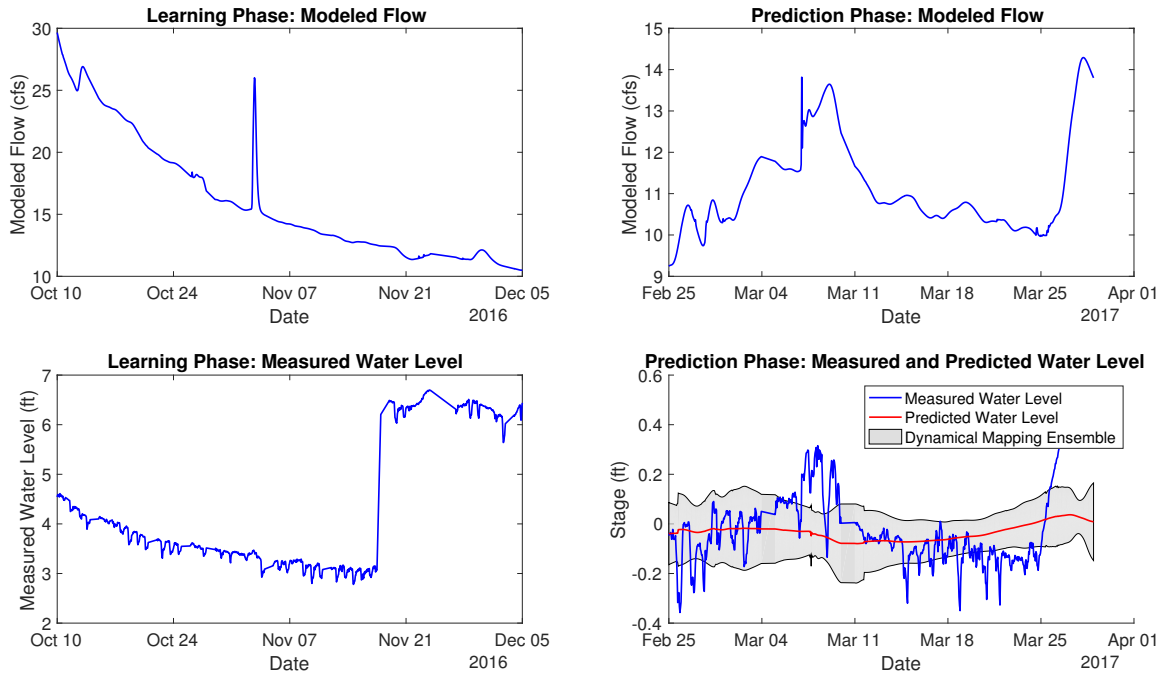 Learning Phase: Modeled Flow
Modeled Flow (cfs)
30
25
20
15
10
Oct 10
Oct 24
Nov 07
Nov 21
Dec 05
Date
2016
Prediction Phase: Modeled Flow
Modeled Flow (cfs)
15
14
13
12
11
10
9
Feb 25
Mar 04
Mar 11
Mar 18
Mar 25
Apr 01
Date
2017
Learning Phase: Measured Water Level
Measured Water Level (ft)
7
6
5
4
3
2
Oct 10
Oct 24
Nov 07
Nov 21
Dec 05
Date
2016
Prediction Phase: Measured and Predicted Water Level
Stage (ft)
0.6
0.4
0.2
0
-0.2
-0.4
Measured Water Level
Predicted Water Level
Dynamical Mapping Ensemble
Feb 25
Mar 04
Mar 11
Mar 18
Mar 25
Apr 01
Date
2017